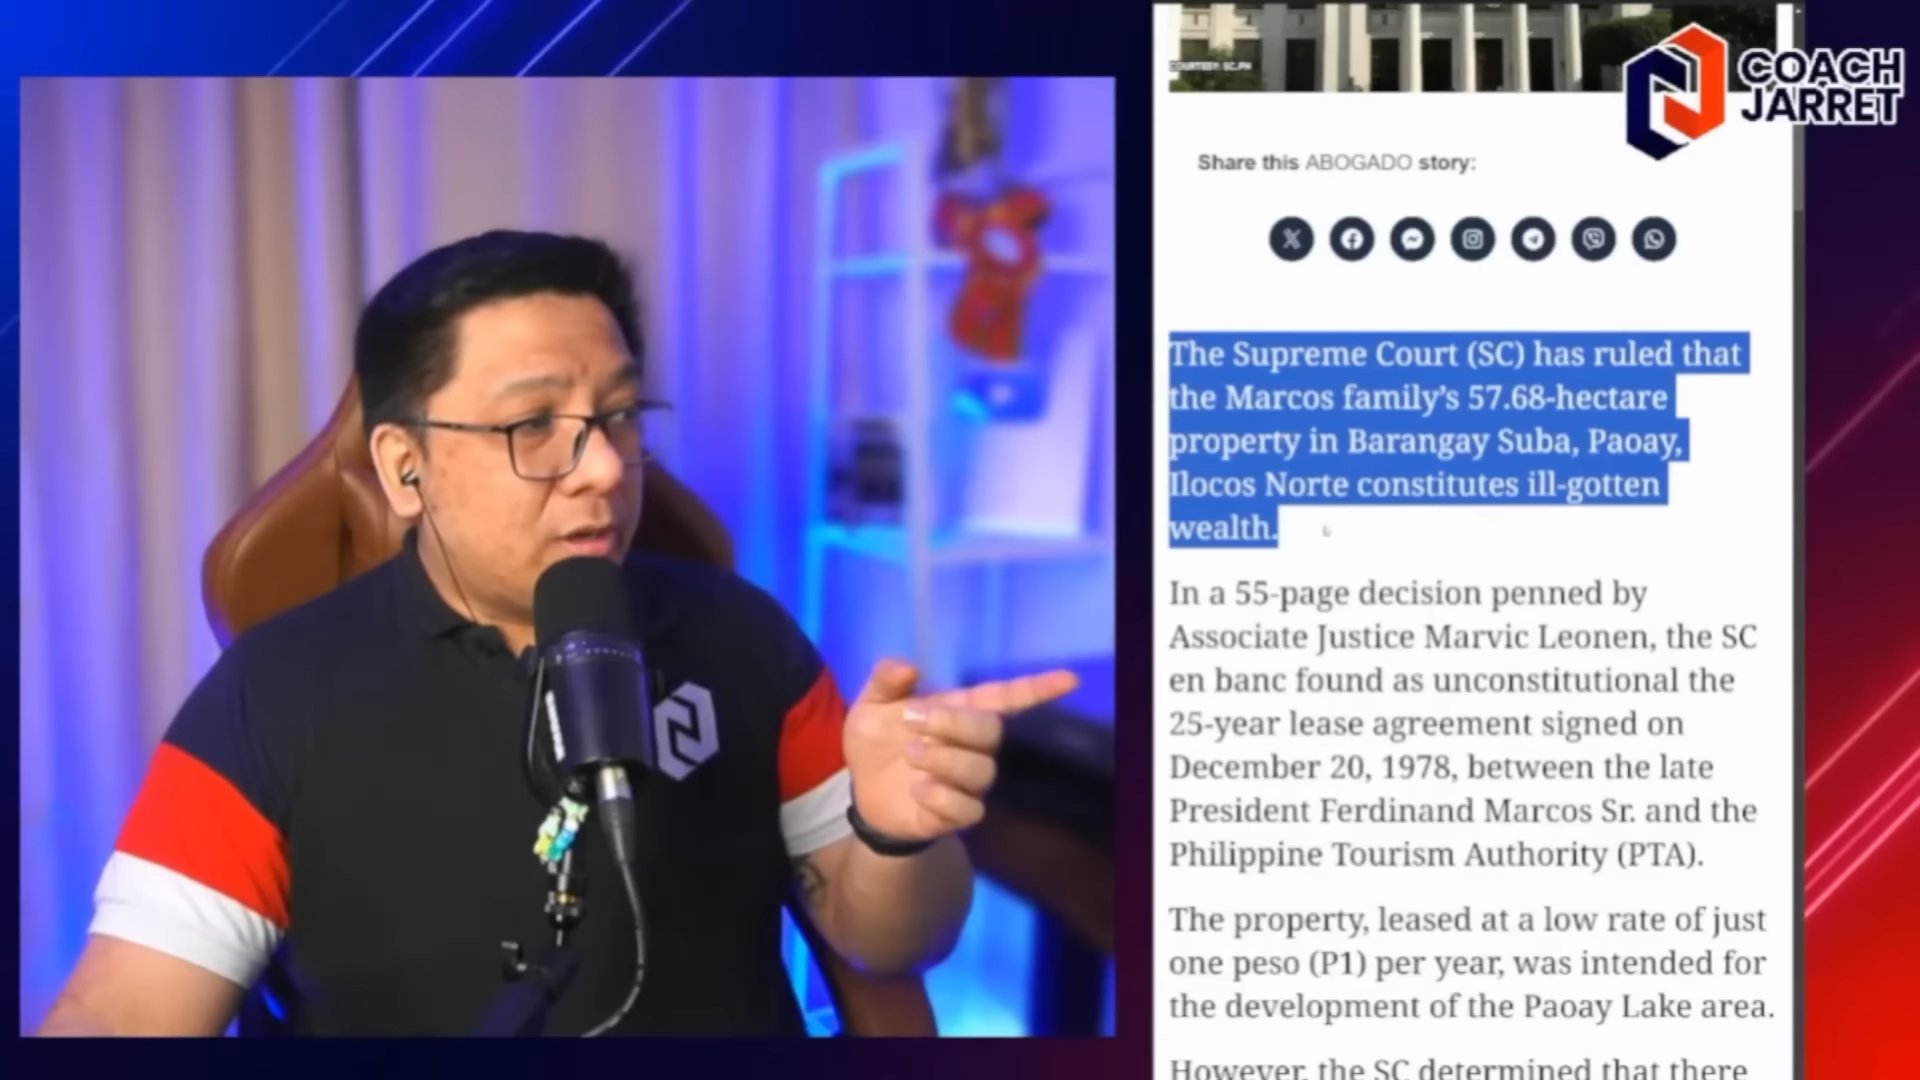 COURTESY: SC.PH
COACH
JARRET
Share this ABOGADO story:
The Supreme Court (SC) has ruled that
the Marcos family’s 57.68-hectare
property in Barangay Suba, Paoay,
Ilocos Norte constitutes ill-gotten
wealth.
In a 55-page decision penned by
Associate Justice Marvic Leonen, the SC
en banc found as unconstitutional the
25-year lease agreement signed on
December 20, 1978, between the late
President Ferdinand Marcos Sr. and the
Philippine Tourism Authority (PTA).
The property, leased at a low rate of just
one peso (P1) per year, was intended for
the development of the Paoay Lake area.
However, the SC determined that there